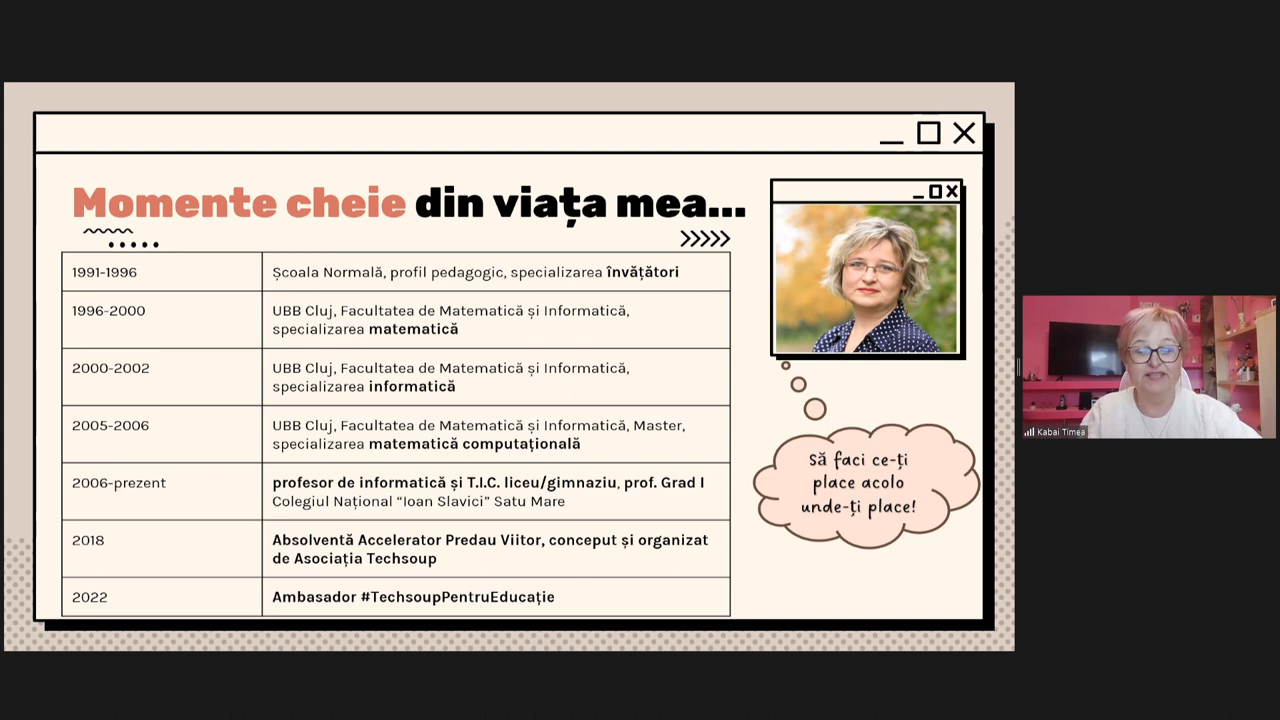 Momente cheie din viața mea...
1991-1996
Școala Normală, profil pedagogic, specializarea învățători
1996-2000
UBB Cluj, Facultatea de Matematică și Informatică,
specializarea matematică
2000-2002
UBB Cluj, Facultatea de Matematică și Informatică,
specializarea informatică
2005-2006
UBB Cluj, Facultatea de Matematică și Informatică, Master,
specializarea matematică computațională
2006-prezent
profesor de informatică și T.I.C. liceu/gimnaziu, prof. Grad I
Colegiul Național “Ioan Slavici” Satu Mare
2018
Absolventă Accelerator Predau Viitor, conceput și organizat
de Asociația Techsoup
2022
Ambasador #TechsoupPentruEducație
Să faci ce-ți
place acolo
unde-ți place!
Kabai Timea